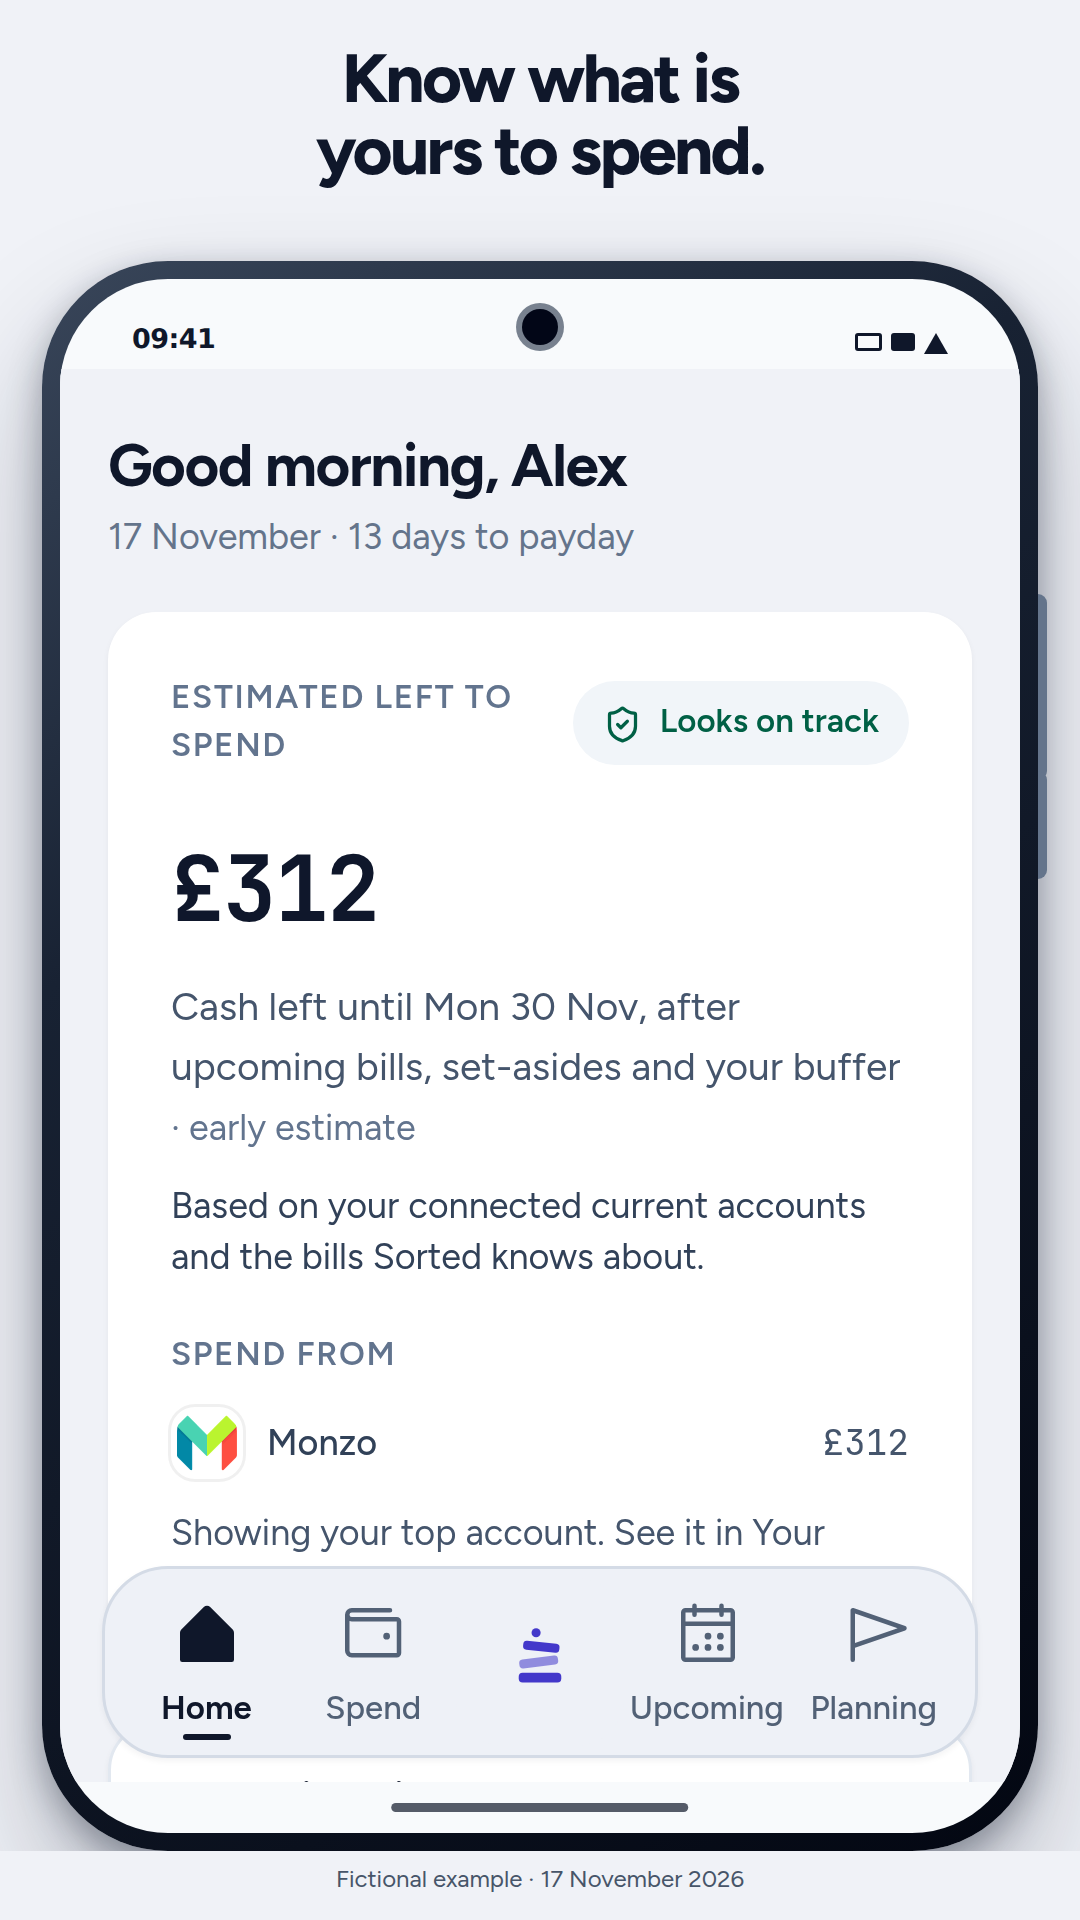 Know what is
yours to spend.
09:41
Good morning, Alex
17 November · 13 days to payday
ESTIMATED LEFT TO
SPEND
Looks on track
£312
Cash left until Mon 30 Nov, after
upcoming bills, set-asides and your buffer
· early estimate
Based on your connected current accounts
and the bills Sorted knows about.
SPEND FROM
Monzo £312
Showing your top account. See it in Your
Home Spend Upcoming Planning
Fictional example · 17 November 2026